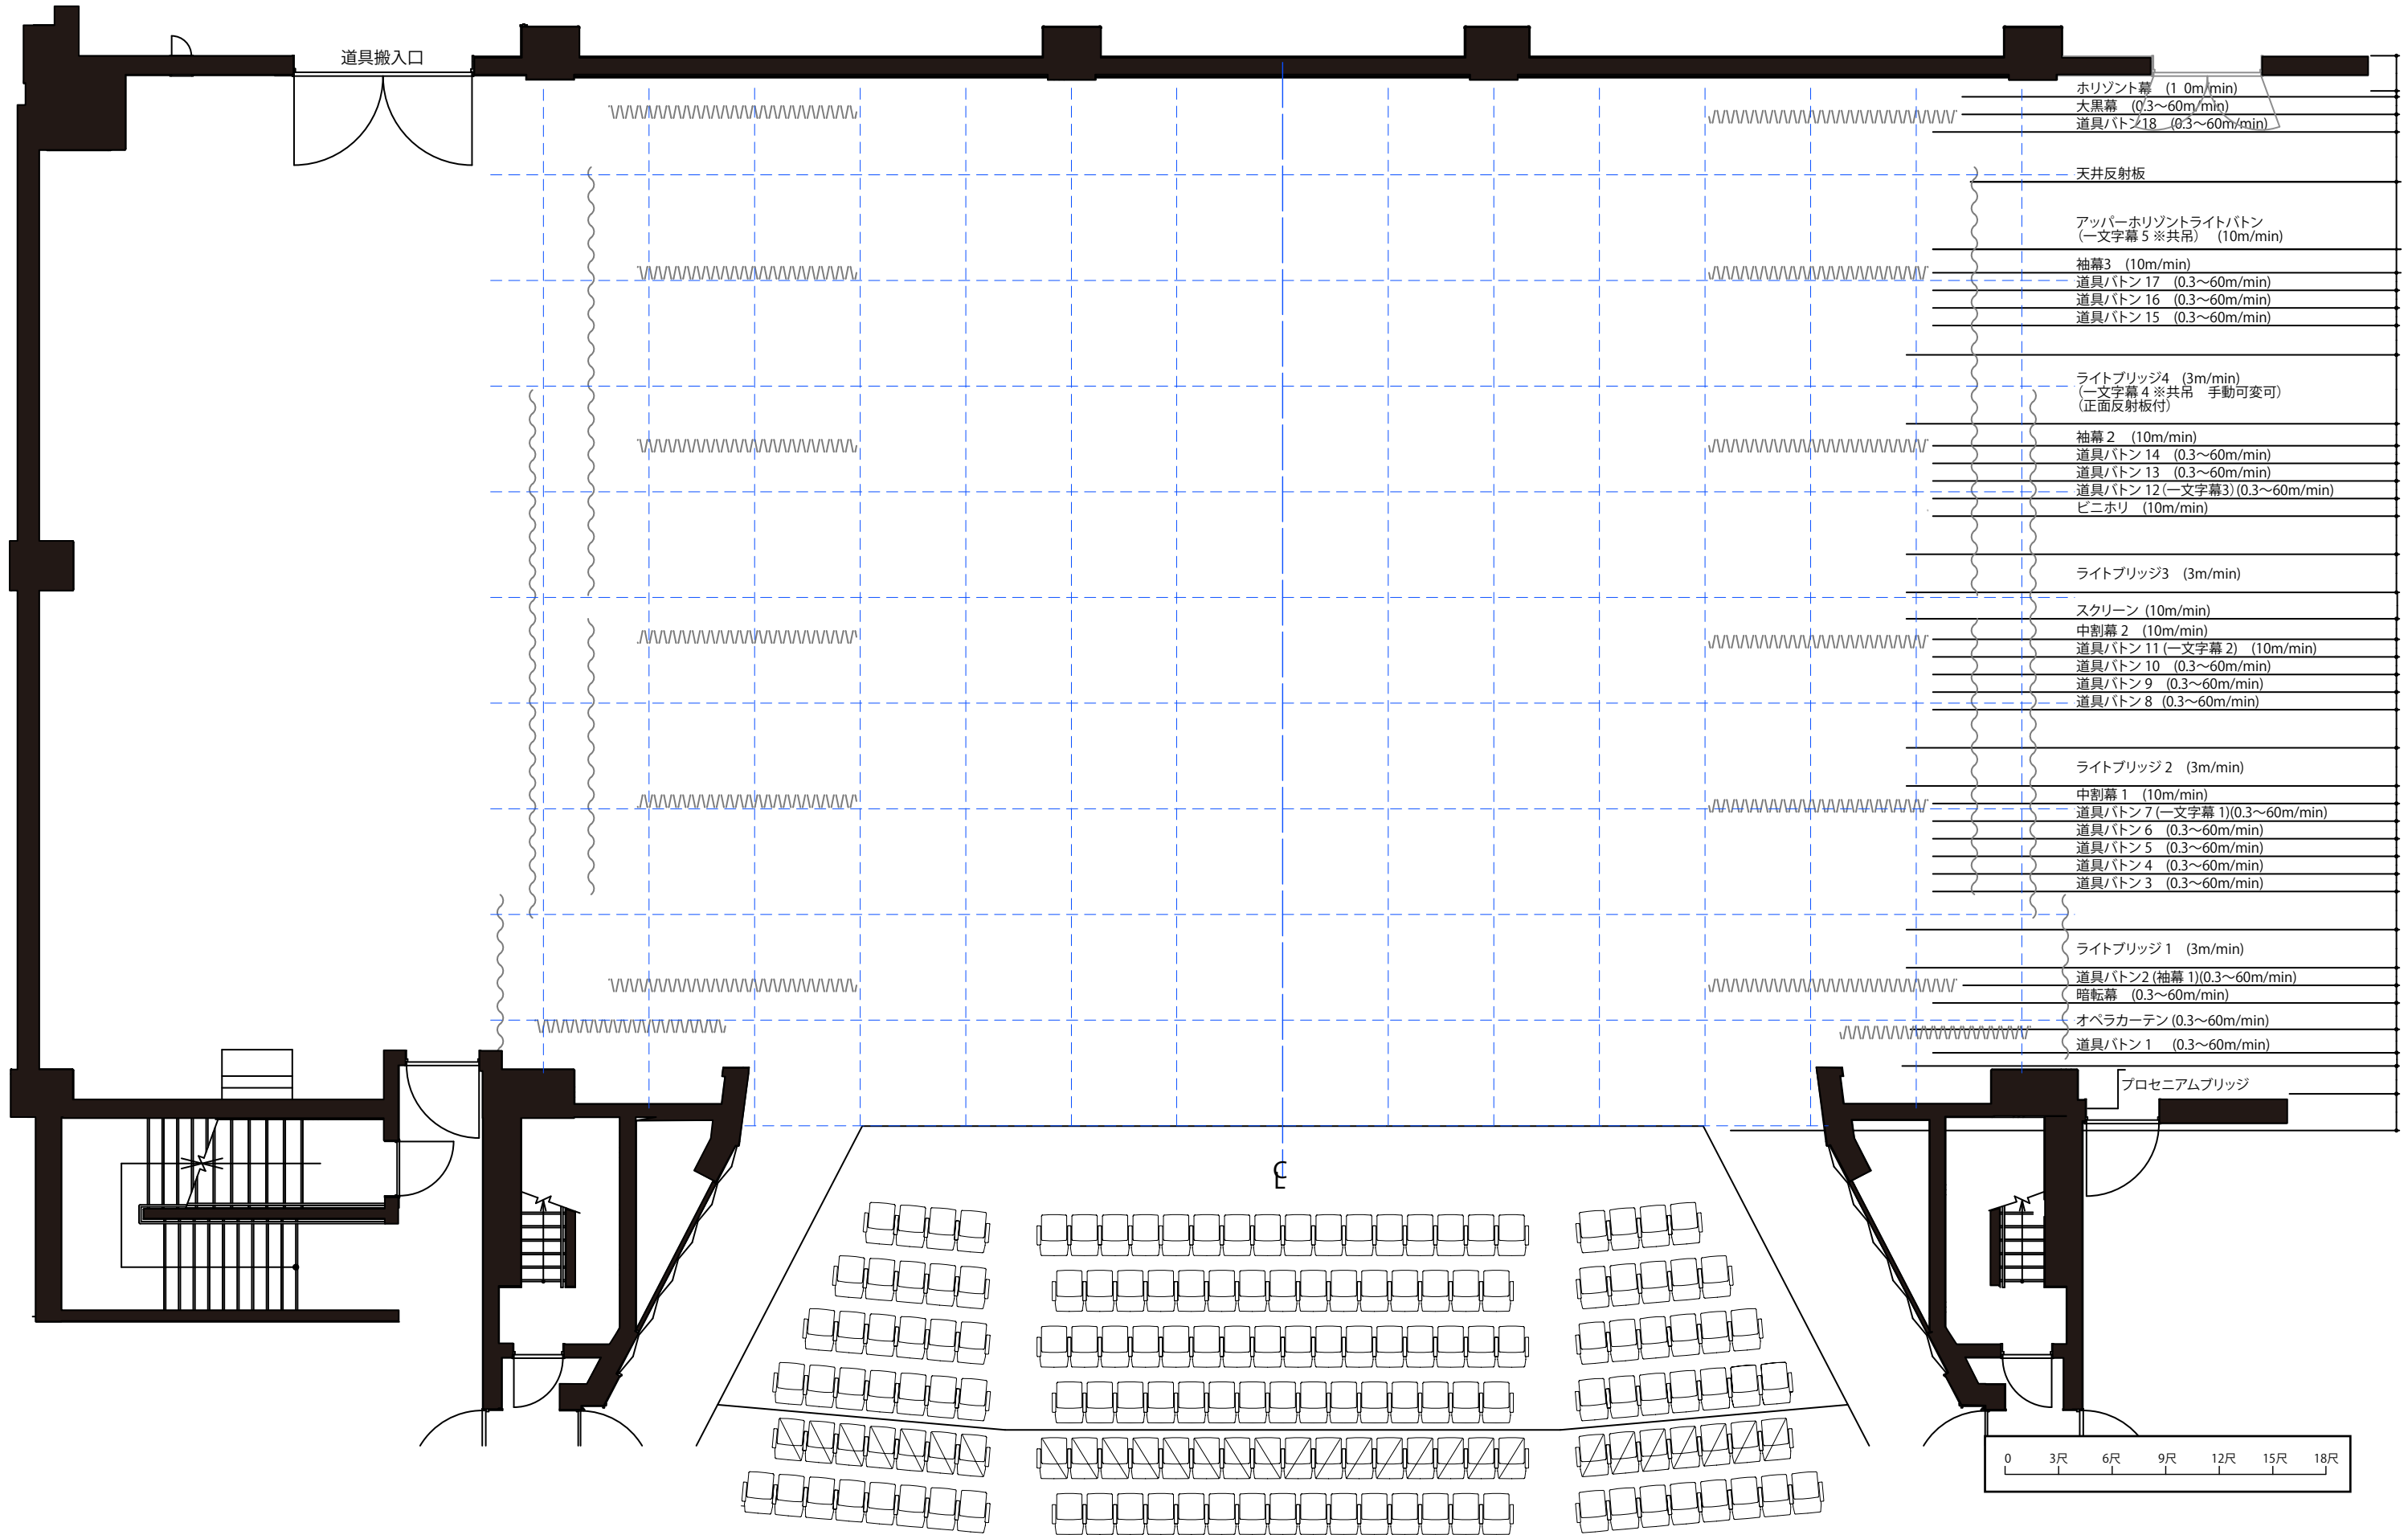 道具搬入口
ホリゾント幕 (1 0m/min)
大黒幕 (0.3～60m/min)
道具バトン18 (0.3～60m/min)
天井反射板
アッパーホリゾントライトバトン
(一文字幕 5 ※共吊) (10m/min)
袖幕3 (10m/min)
道具バトン 17 (0.3～60m/min)
道具バトン 16 (0.3～60m/min)
道具バトン 15 (0.3～60m/min)
ライトブリッジ4 (3m/min)
(一文字幕 4 ※共吊 手動可変可)
(正面反射板付)
袖幕 2 (10m/min)
道具バトン 14 (0.3～60m/min)
道具バトン 13 (0.3～60m/min)
道具バトン 12 (一文字幕3) (0.3～60m/min)
ビニホリ (10m/min)
ライトブリッジ3 (3m/min)
スクリーン (10m/min)
中割幕 2 (10m/min)
道具バトン 11 (一文字幕 2) (10m/min)
道具バトン 10 (0.3～60m/min)
道具バトン 9 (0.3～60m/min)
道具バトン 8 (0.3～60m/min)
ライトブリッジ 2 (3m/min)
中割幕 1 (10m/min)
道具バトン 7 (一文字幕 1)(0.3～60m/min)
道具バトン 6 (0.3～60m/min)
道具バトン 5 (0.3～60m/min)
道具バトン 4 (0.3～60m/min)
道具バトン 3 (0.3～60m/min)
ライトブリッジ 1 (3m/min)
道具バトン2 (袖幕 1)(0.3～60m/min)
暗転幕 (0.3～60m/min)
オペラカーテン (0.3～60m/min)
道具バトン 1 (0.3～60m/min)
プロセニアムブリッジ
CL
0 3尺 6尺 9尺 12尺 15尺 18尺